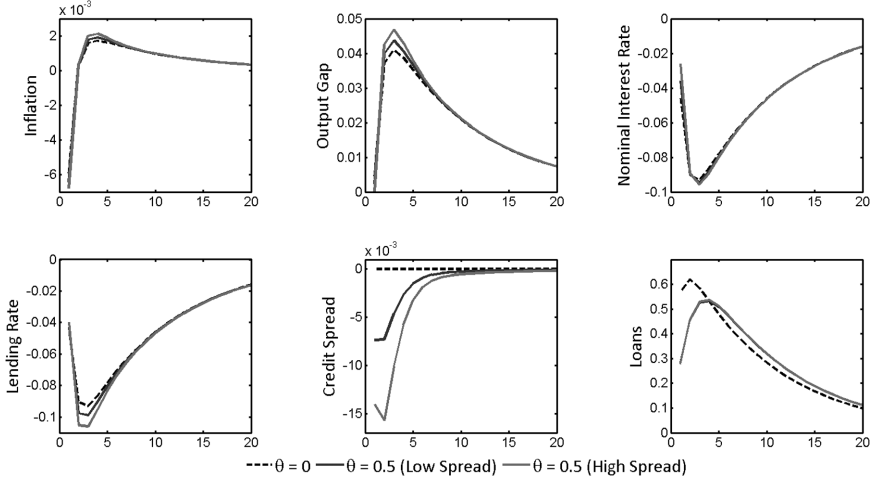 x 10⁻³
2
0
-2
-4
-6
0 5 10 15 20
Inflation
0.05
0.04
0.03
0.02
0.01
0
0 5 10 15 20
Output Gap
0
-0.02
-0.04
-0.06
-0.08
-0.1
0 5 10 15 20
Nominal Interest Rate
0
-0.02
-0.04
-0.06
-0.08
-0.1
0 5 10 15 20
Lending Rate
x 10⁻³
0
-5
-10
-15
0 5 10 15 20
Credit Spread
0.6
0.5
0.4
0.3
0.2
0.1
0
0 5 10 15 20
Loans
θ = 0 θ = 0.5 (Low Spread) θ = 0.5 (High Spread)